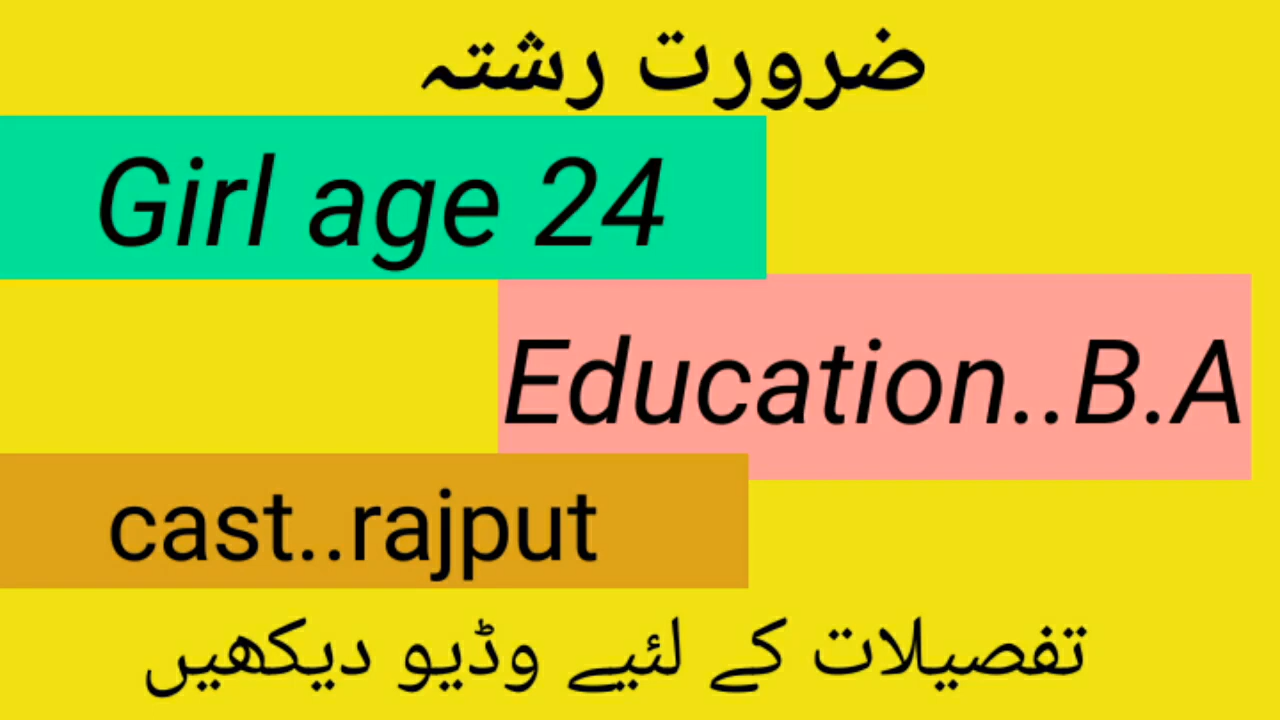 ضرورت رشتہ
Girl age 24
Education..B.A
cast..rajput
تفصیلات کے لئیے وڈیو دیکھیں